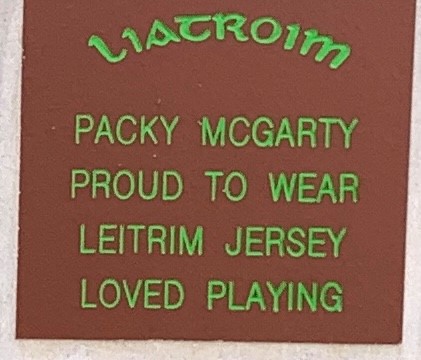 LIATROIM
PACKY MCGARTY
PROUD TO WEAR
LEITRIM JERSEY
LOVED PLAYING